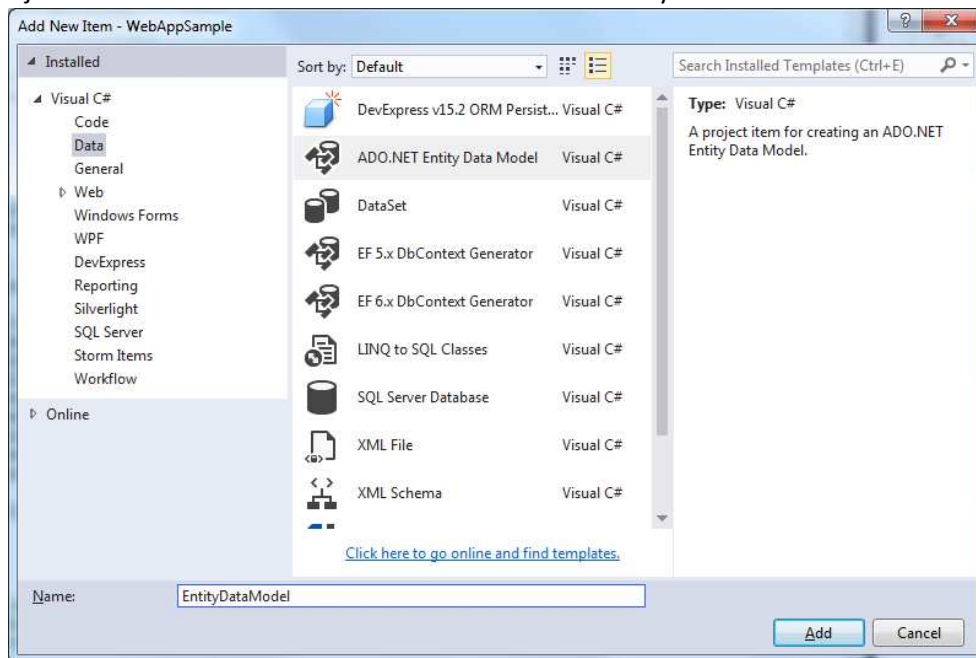 Add New Item - WebAppSample
Installed
Sort by: Default
Search Installed Templates (Ctrl+E)
Visual C#
Code
Data
General
Web
Windows Forms
WPF
DevExpress
Reporting
Silverlight
SQL Server
Storm Items
Workflow
Online
DevExpress v15.2 ORM Persist... Visual C#
ADO.NET Entity Data Model Visual C#
DataSet Visual C#
EF 5.x DbContext Generator Visual C#
EF 6.x DbContext Generator Visual C#
LINQ to SQL Classes Visual C#
SQL Server Database Visual C#
XML File Visual C#
XML Schema Visual C#
Click here to go online and find templates.
Type: Visual C#
A project item for creating an ADO.NET
Entity Data Model.
Name: EntityDataModel
Add Cancel